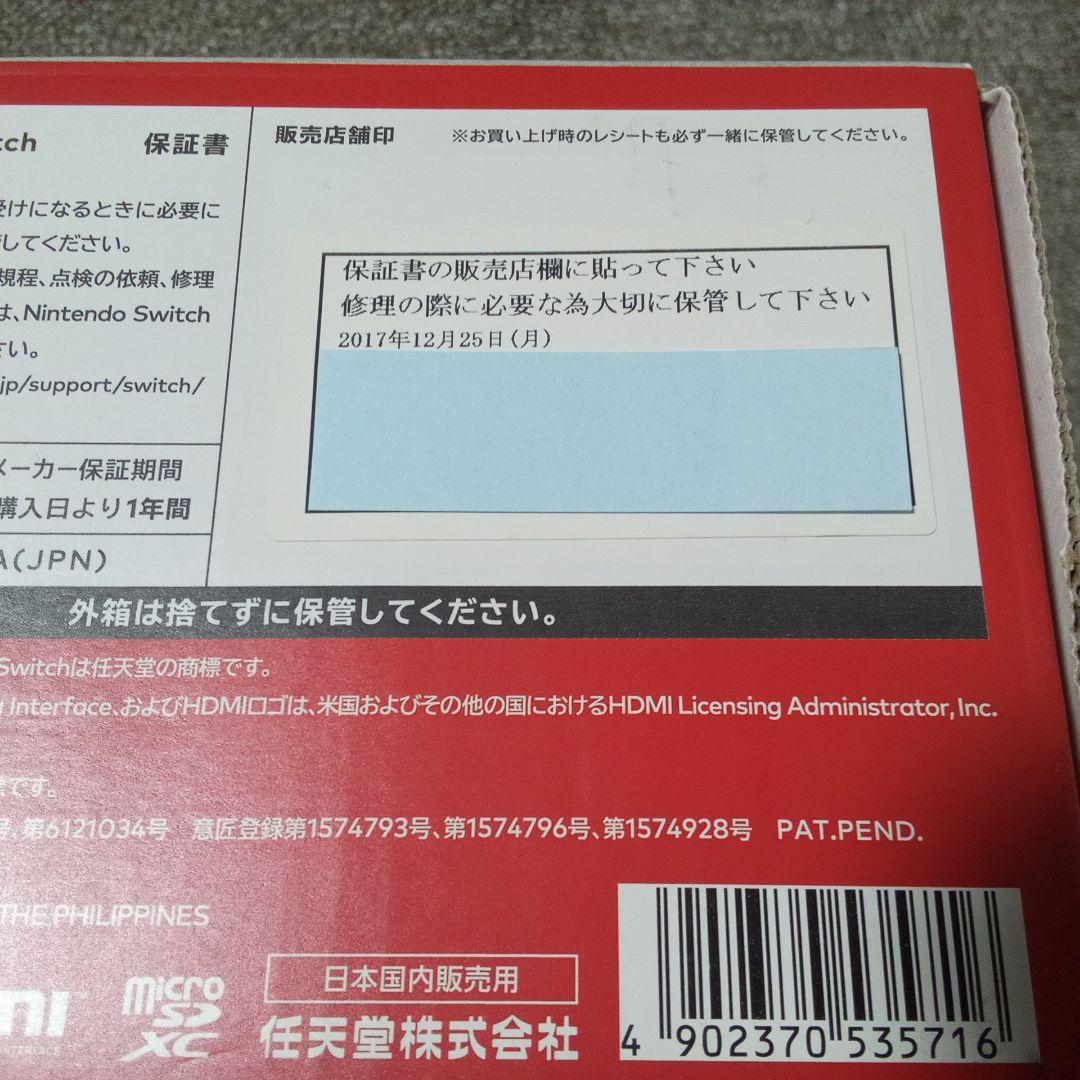 tch 保証書
受けになるときに必要に
してください。
規程、点検の依頼、修理
は、Nintendo Switch
さい。
jp/support/switch/
メーカー保証期間
購入日より1年間
A(JPN)
販売店舗印 ※お買い上げ時のレシートも必ず一緒に保管してください。
保証書の販売店欄に貼って下さい
修理の際に必要な為大切に保管して下さい
2017年12月25日(月)
外箱は捨てずに保管してください。
Switchは任天堂の商標です。
Interface、およびHDMIロゴは、米国およびその他の国におけるHDMI Licensing Administrator, Inc.
です。
号、第6121034号 意匠登録第1574793号、第1574796号、第1574928号 PAT.PEND.
THE PHILIPPINES
日本国内販売用
任天堂株式会社
micro SD XC
INTERFACE
4 902370 535716